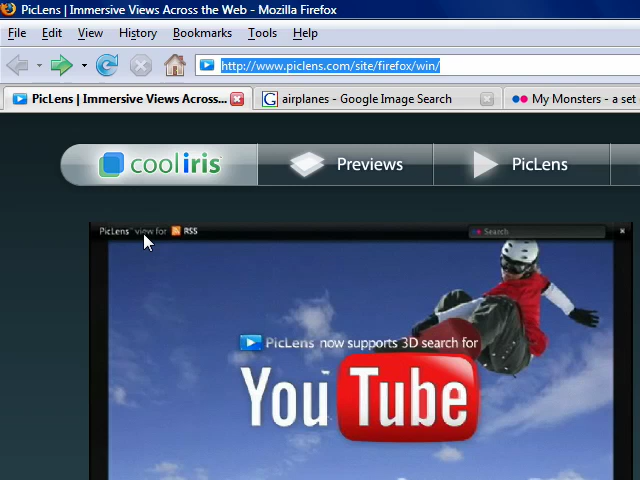 PicLens | Immersive Views Across the Web - Mozilla Firefox
File Edit View History Bookmarks Tools Help
http://www.piclens.com/site/firefox/win/
PicLens | Immersive Views Across... airplanes - Google Image Search My Monsters - a set
cooliris Previews PicLens
PicLens™ view for RSS Search
PicLens now supports 3D search for
YouTube